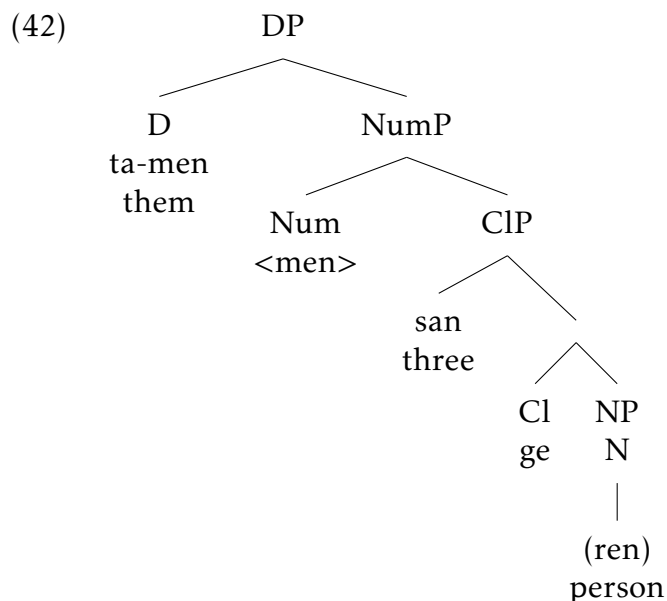 (42) DP
D NumP
ta-men
them
Num ClP
<men>
san
three
Cl NP
ge N
(ren)
person